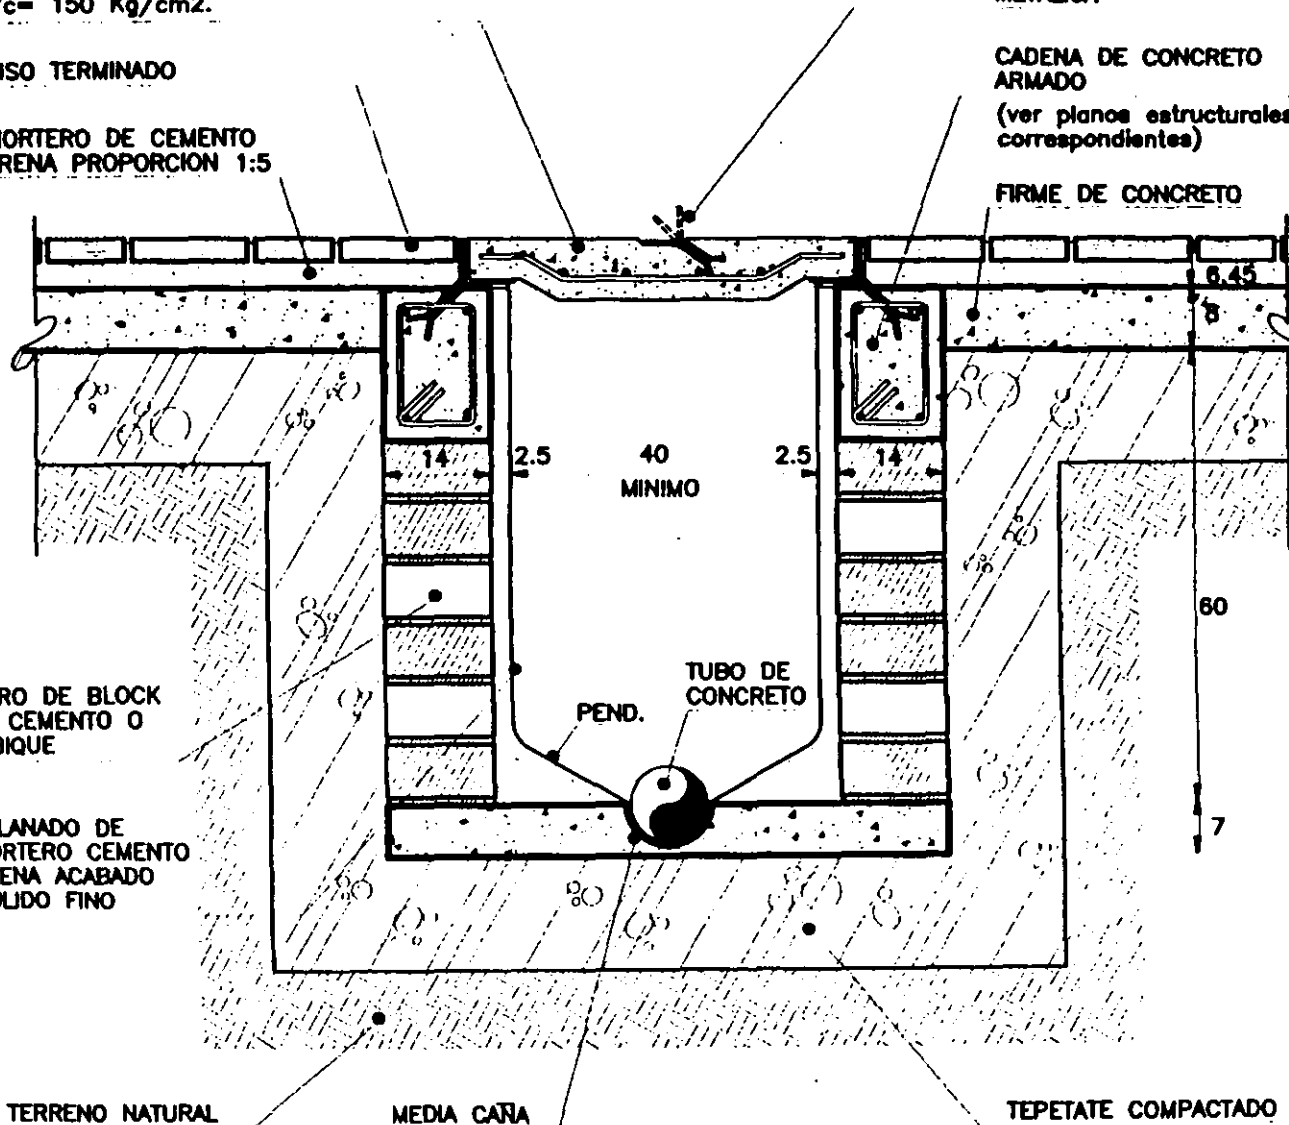 f'c= 150 Kg/cm2.
ISO TERMINADO
ORTERO DE CEMENTO
RENA PROPORCION 1:5
CADENA DE CONCRETO
ARMADO
(ver planos estructurales
correspondientes)
FIRME DE CONCRETO
6.45
8
14
2.5
40
MINIMO
2.5
14
60
TUBO DE
CONCRETO
PEND.
RO DE BLOCK
CEMENTO O
BIQUE
7
LANADO DE
ORTERO CEMENTO
ENA ACABADO
ULIDO FINO
TERRENO NATURAL
MEDIA CAÑA
TEPETATE COMPACTADO